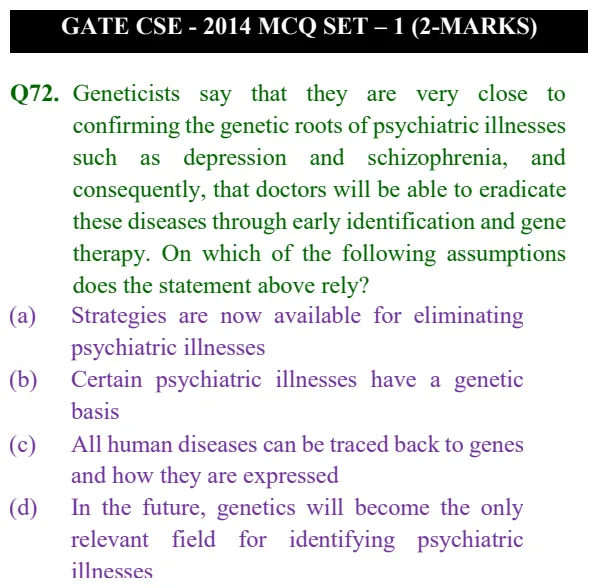 GATE CSE - 2014 MCQ SET – 1 (2-MARKS)
Q72. Geneticists say that they are very close to
confirming the genetic roots of psychiatric illnesses
such as depression and schizophrenia, and
consequently, that doctors will be able to eradicate
these diseases through early identification and gene
therapy. On which of the following assumptions
does the statement above rely?
(a) Strategies are now available for eliminating
psychiatric illnesses
(b) Certain psychiatric illnesses have a genetic
basis
(c) All human diseases can be traced back to genes
and how they are expressed
(d) In the future, genetics will become the only
relevant field for identifying psychiatric
illnesses